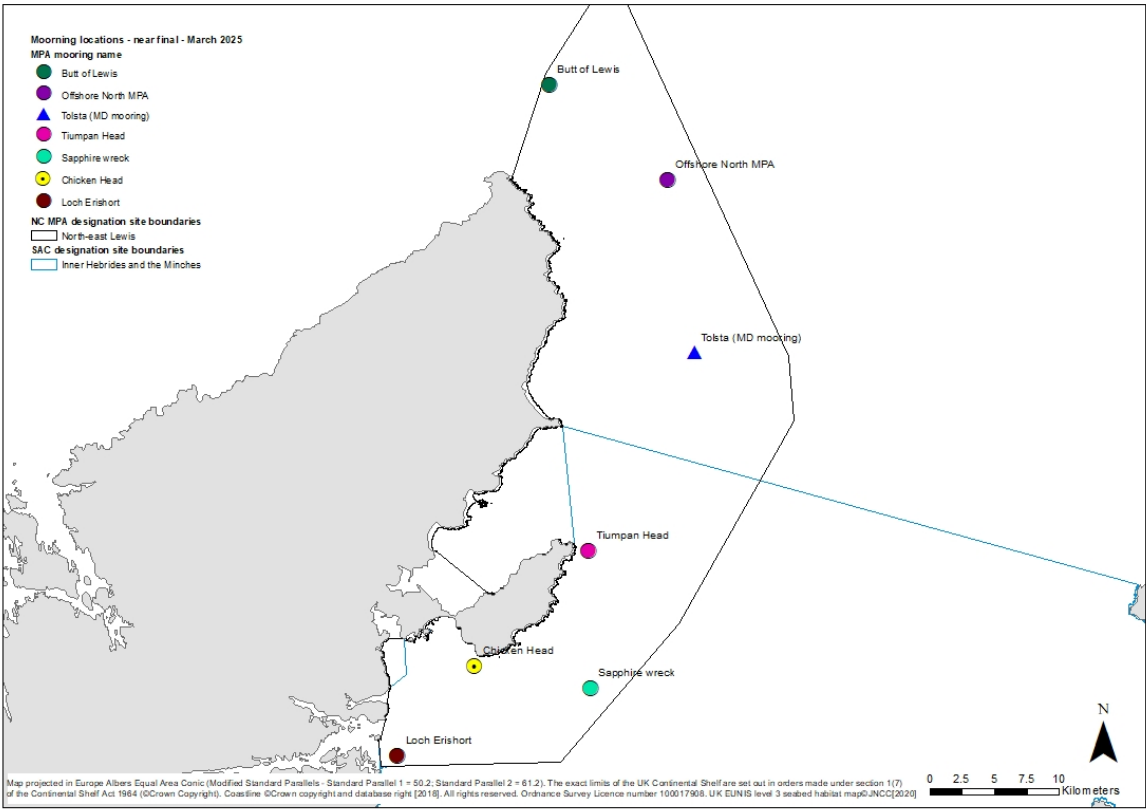 Moorning locations - near final - March 2025
MPA mooring name
Butt of Lewis
Offshore North MPA
Tolsta (MD mooring)
Tiumpan Head
Sapphire wreck
Chicken Head
Loch Erishort
NC MPA designation site boundaries
North-east Lewis
SAC designation site boundaries
Inner Hebrides and the Minches
Butt of Lewis
Offshore North MPA
Tolsta (MD mooring)
Tiumpan Head
Chicken Head
Sapphire wreck
Loch Erishort
N
0 2.5 5 7.5 10
Kilometers
Map projected in Europe Albers Equal Area Conic (Modified Standard Parallels - Standard Parallel 1 = 50.2; Standard Parallel 2 = 61.2). The exact limits of the UK Continental Shelf are set out in orders made under section 1(7)
of the Continental Shelf Act 1964 (©Crown Copyright). Coastline ©Crown copyright and database right [2018]. All rights reserved. Ordnance Survey Licence number 100017908. UK EUNIS level 3 seabed habitat map©JNCC[2020]